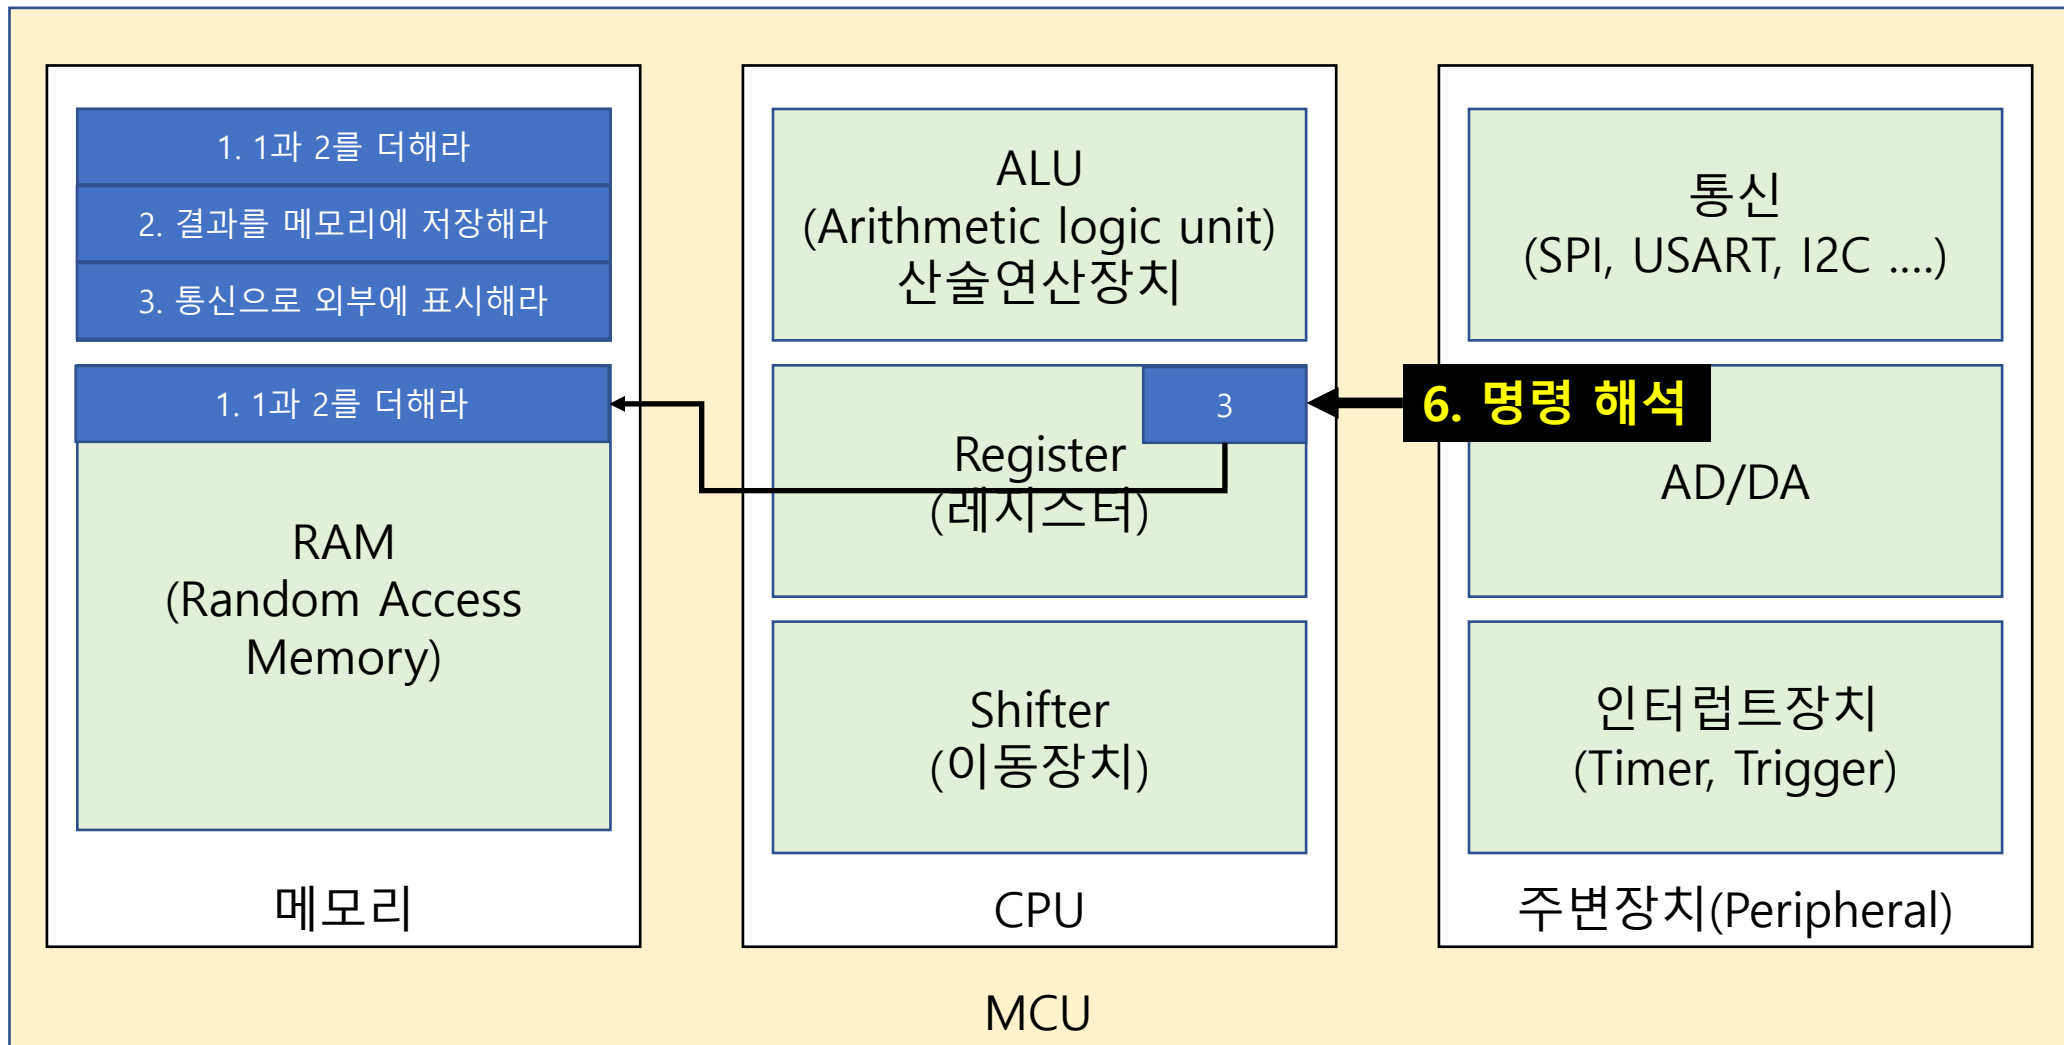 1. 1과 2를 더해라
2. 결과를 메모리에 저장해라
3. 통신으로 외부에 표시해라
1. 1과 2를 더해라
RAM
(Random Access
Memory)
메모리
ALU
(Arithmetic logic unit)
산술연산장치
3
Register
(레지스터)
Shifter
(이동장치)
CPU
통신
(SPI, USART, I2C ....)
6. 명령 해석
AD/DA
인터럽트장치
(Timer, Trigger)
주변장치(Peripheral)
MCU